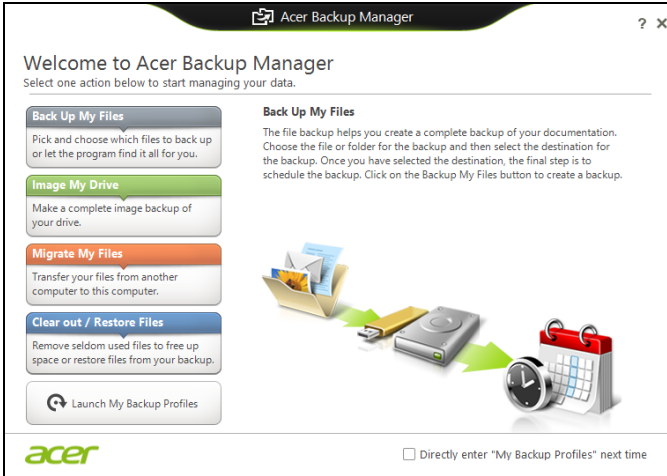 Acer Backup Manager
? ×
Welcome to Acer Backup Manager
Select one action below to start managing your data.
Back Up My Files
Pick and choose which files to back up
or let the program find it all for you.
Image My Drive
Make a complete image backup of
your drive.
Migrate My Files
Transfer your files from another
computer to this computer.
Clear out / Restore Files
Remove seldom used files to free up
space or restore files from your backup.
Launch My Backup Profiles
Back Up My Files
The file backup helps you create a complete backup of your documentation.
Choose the file or folder for the backup and then select the destination for
the backup. Once you have selected the destination, the final step is to
schedule the backup. Click on the Backup My Files button to create a backup.
acer
Directly enter "My Backup Profiles" next time